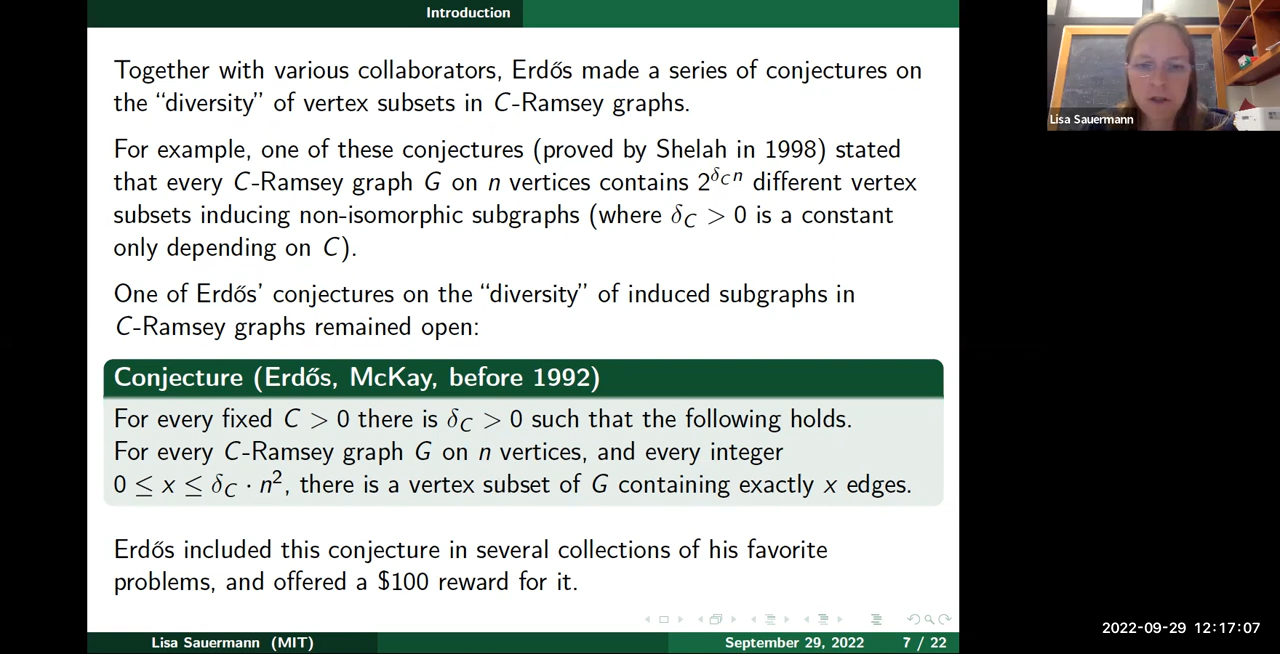 Introduction
Together with various collaborators, Erdős made a series of conjectures on
the “diversity” of vertex subsets in C-Ramsey graphs.
For example, one of these conjectures (proved by Shelah in 1998) stated
that every C-Ramsey graph G on n vertices contains 2^{δ_C n} different vertex
subsets inducing non-isomorphic subgraphs (where δ_C > 0 is a constant
only depending on C).
One of Erdős’ conjectures on the “diversity” of induced subgraphs in
C-Ramsey graphs remained open:
Conjecture (Erdős, McKay, before 1992)
For every fixed C > 0 there is δ_C > 0 such that the following holds.
For every C-Ramsey graph G on n vertices, and every integer
0 ≤ x ≤ δ_C · n², there is a vertex subset of G containing exactly x edges.
Erdős included this conjecture in several collections of his favorite
problems, and offered a $100 reward for it.
Lisa Sauermann (MIT)
September 29, 2022
7 / 22
Lisa Sauermann
2022-09-29 12:17:07